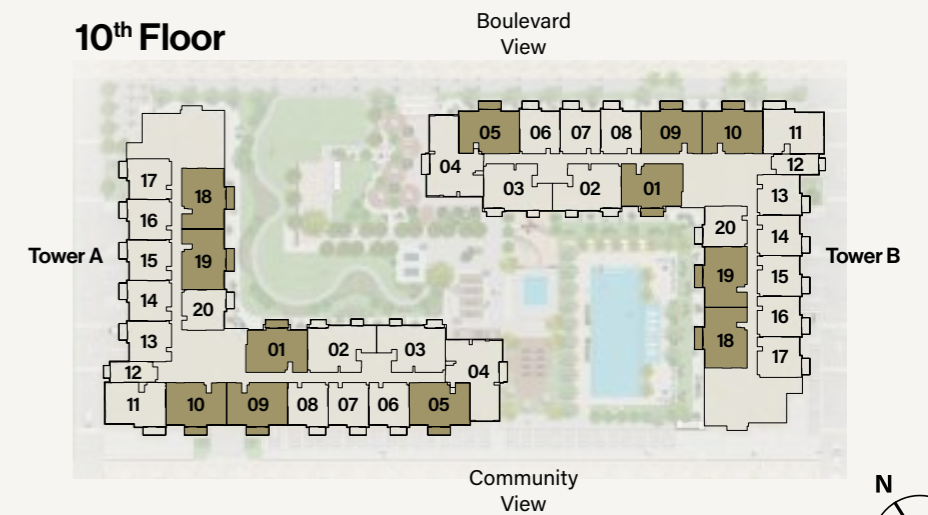 10th Floor
Boulevard
View
05 06 07 08 09 10 11
04
03 02 01
12
13
14
15
16
17
20
19
18
Tower B
Tower A
17
16
15
14
13
12
18
19
20
01 02 03
04
11 10 09 08 07 06 05
Community
View
N